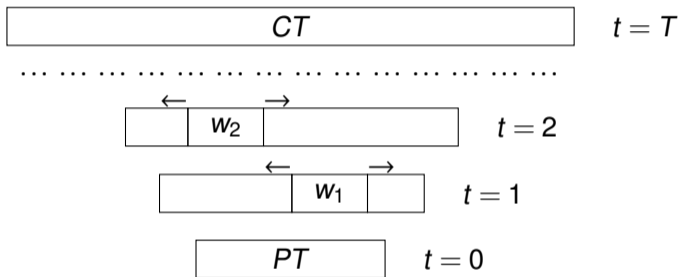 CT t = T
... ... ... ... ... ... ... ... ... ... ... ... ... ...
← →
w₂ t = 2
← →
w₁ t = 1
PT t = 0